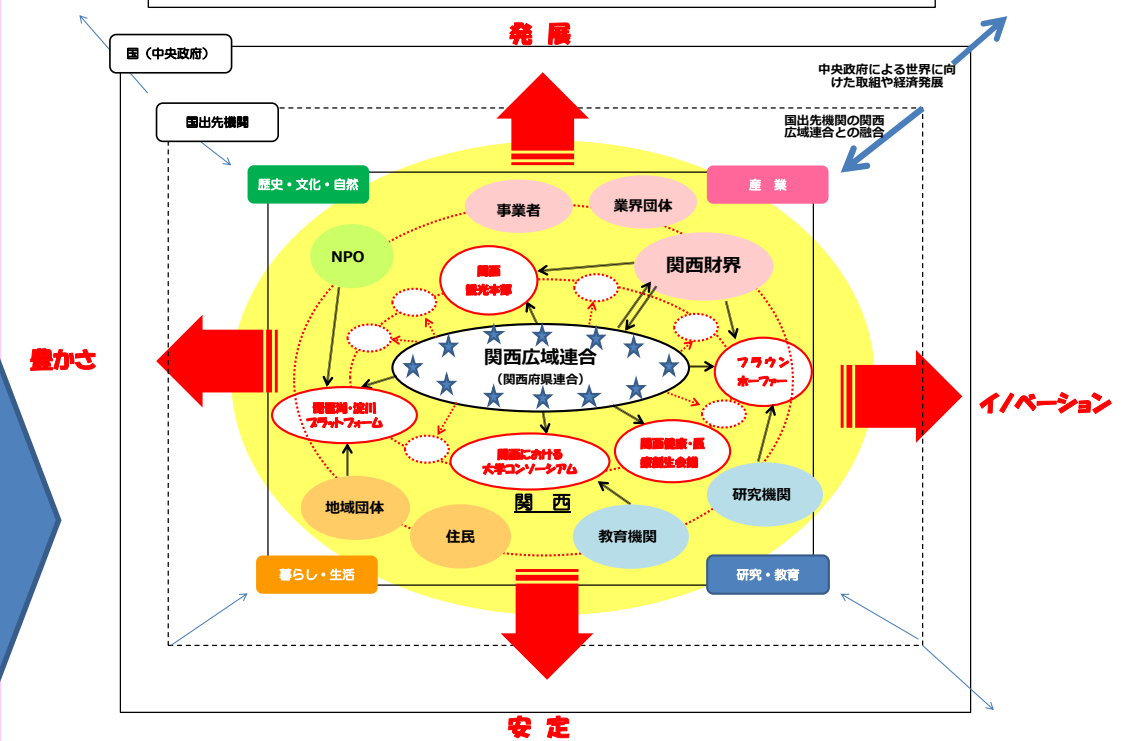 発 展
国（中央政府）
中央政府による世界に向
けた取組や経済発展
国出先機関
国出先機関の関西
広域連合との融合
歴史・文化・自然
産 業
事業者
業界団体
NPO
関西財界
関西
観光本部
関西広域連合
（関西府県連合）
フラウン
ホーファー
豊かさ
イノベーション
琵琶湖・淀川
プラットフォーム
関西健康・医
療創生会議
関西における
大学コンソーシアム
関 西
地域団体
住民
教育機関
研究機関
暮らし・生活
研究・教育
安 定